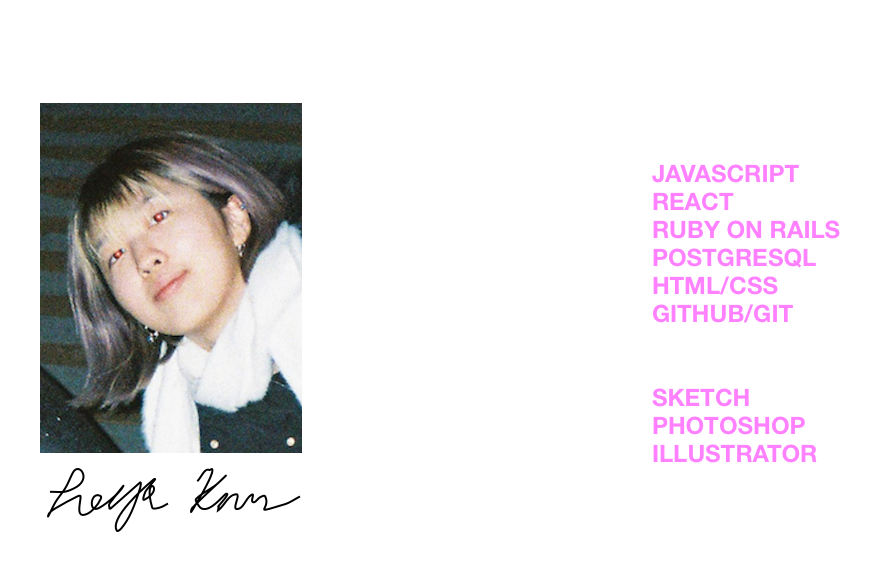 JAVASCRIPT
REACT
RUBY ON RAILS
POSTGRESQL
HTML/CSS
GITHUB/GIT
SKETCH
PHOTOSHOP
ILLUSTRATOR